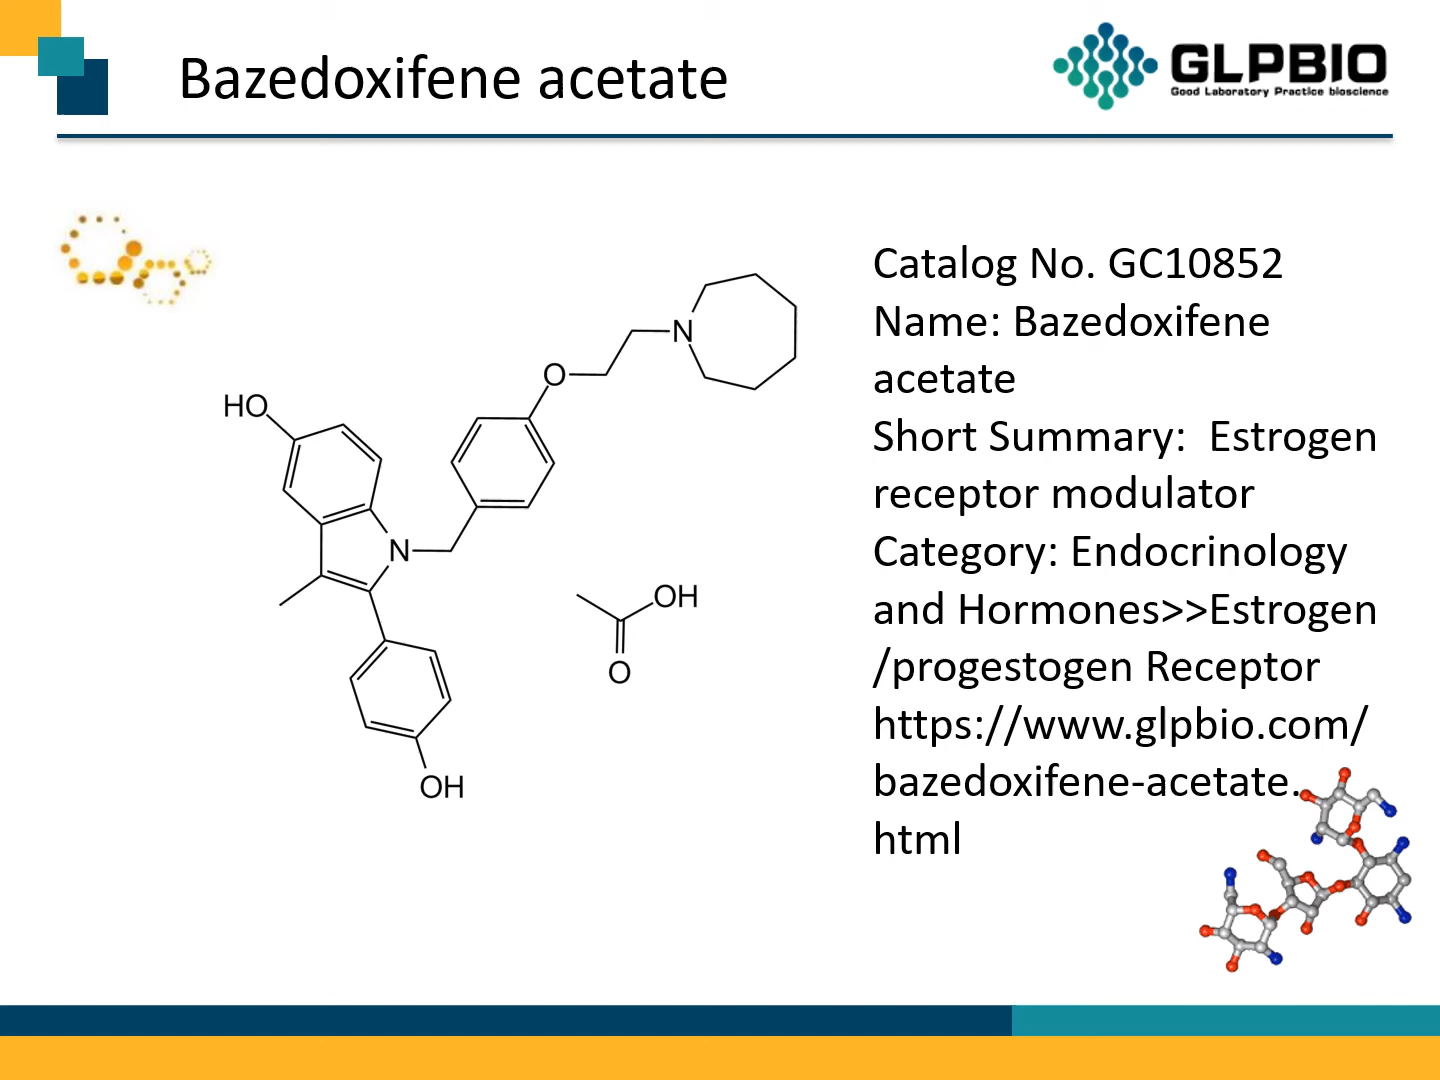 Bazedoxifene acetate
GLPBIO
Good Laboratory Practice bioscience
Catalog No. GC10852
Name: Bazedoxifene
acetate
Short Summary:  Estrogen
receptor modulator
Category: Endocrinology
and Hormones>>Estrogen
/progestogen Receptor
https://www.glpbio.com/
bazedoxifene-acetate.
html
N
O
HO
N
OH
O
OH